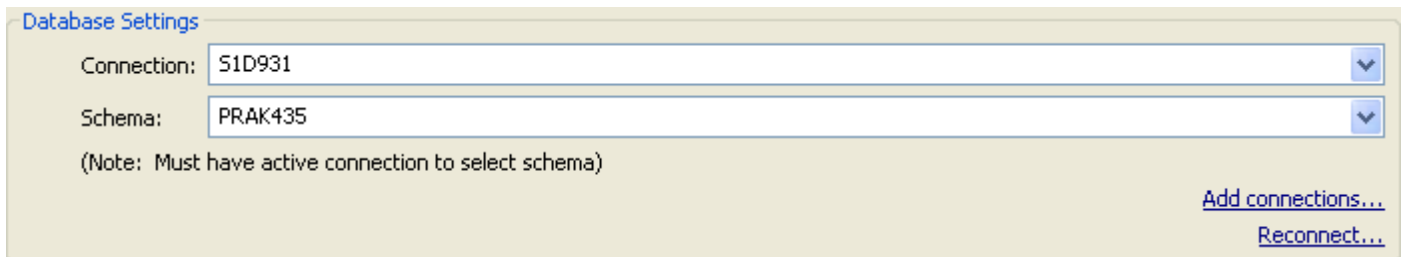 Database Settings
Connection: S1D931
Schema: PRAK435
(Note: Must have active connection to select schema)
Add connections...
Reconnect...